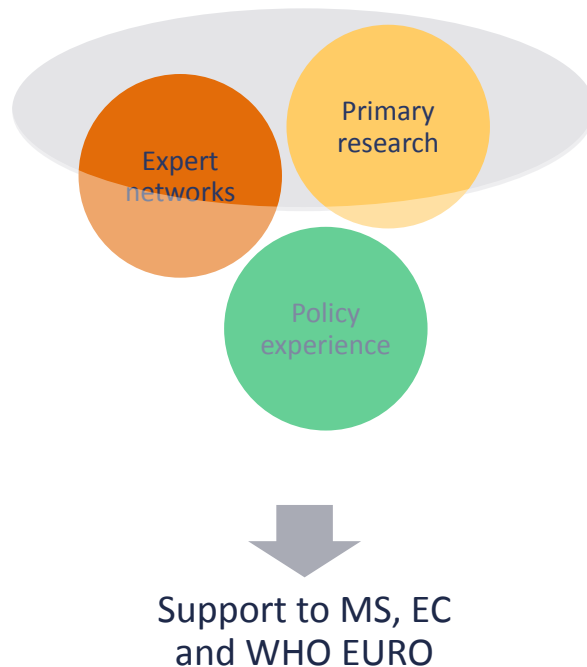 Primary
research
Expert
networks
Policy
experience
Support to MS, EC
and WHO EURO